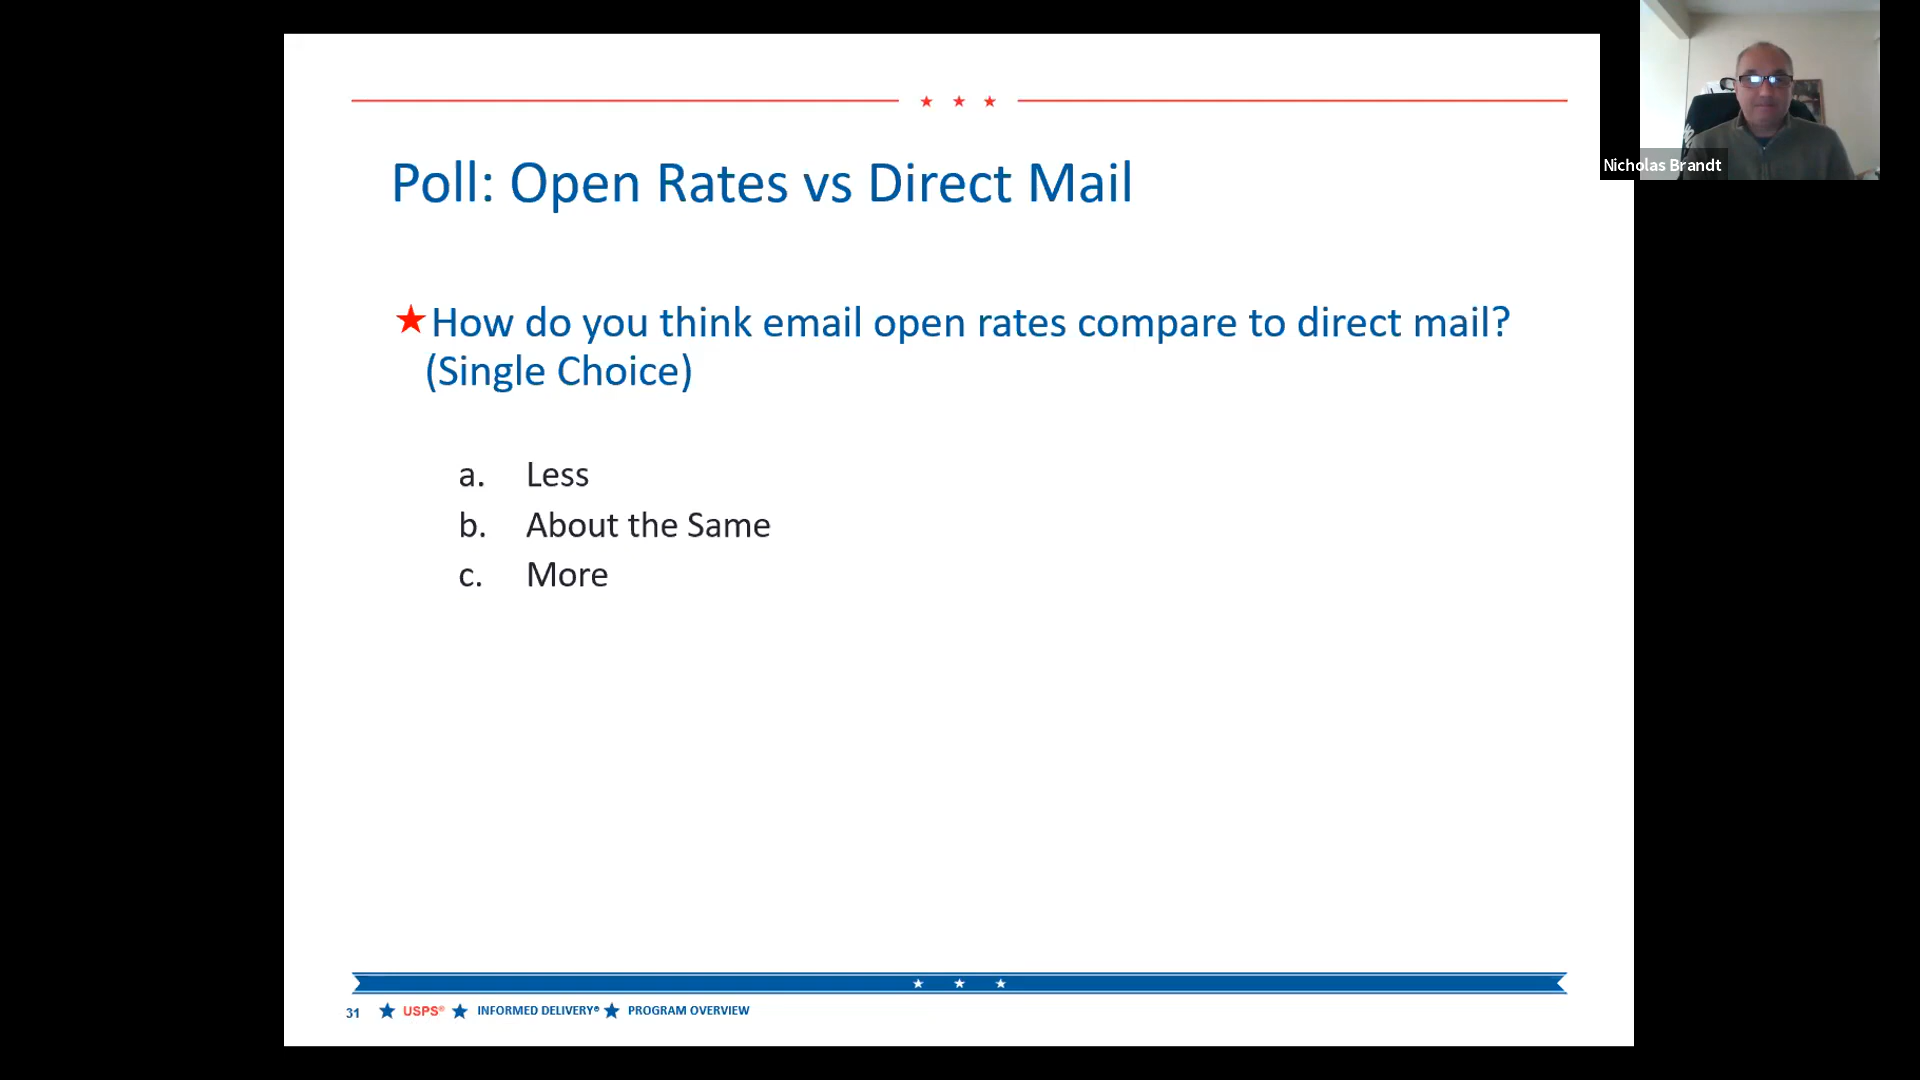 Poll: Open Rates vs Direct Mail
How do you think email open rates compare to direct mail?
(Single Choice)
a. Less
b. About the Same
c. More
31 USPS® INFORMED DELIVERY® PROGRAM OVERVIEW
Nicholas Brandt